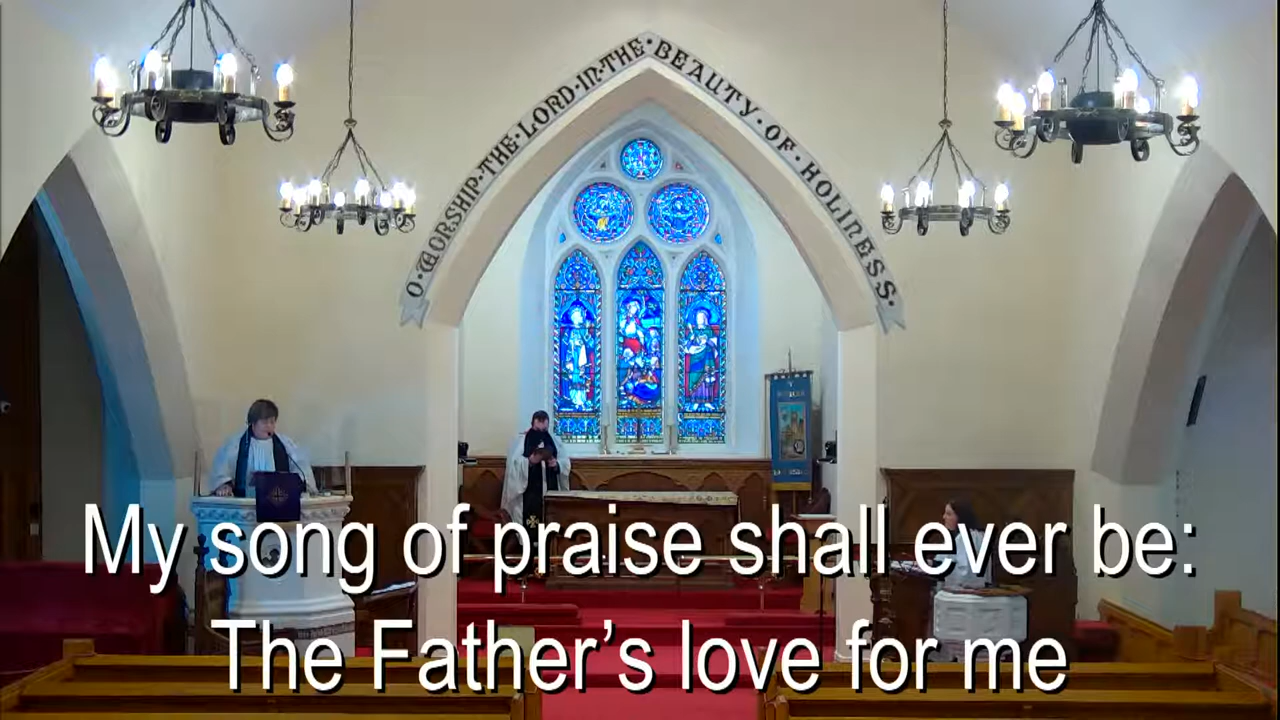 O·WORSHIP·THE·LORD·IN·THE·BEAUTY·OF·HOLINESS·
My song of praise shall ever be:
The Father’s love for me